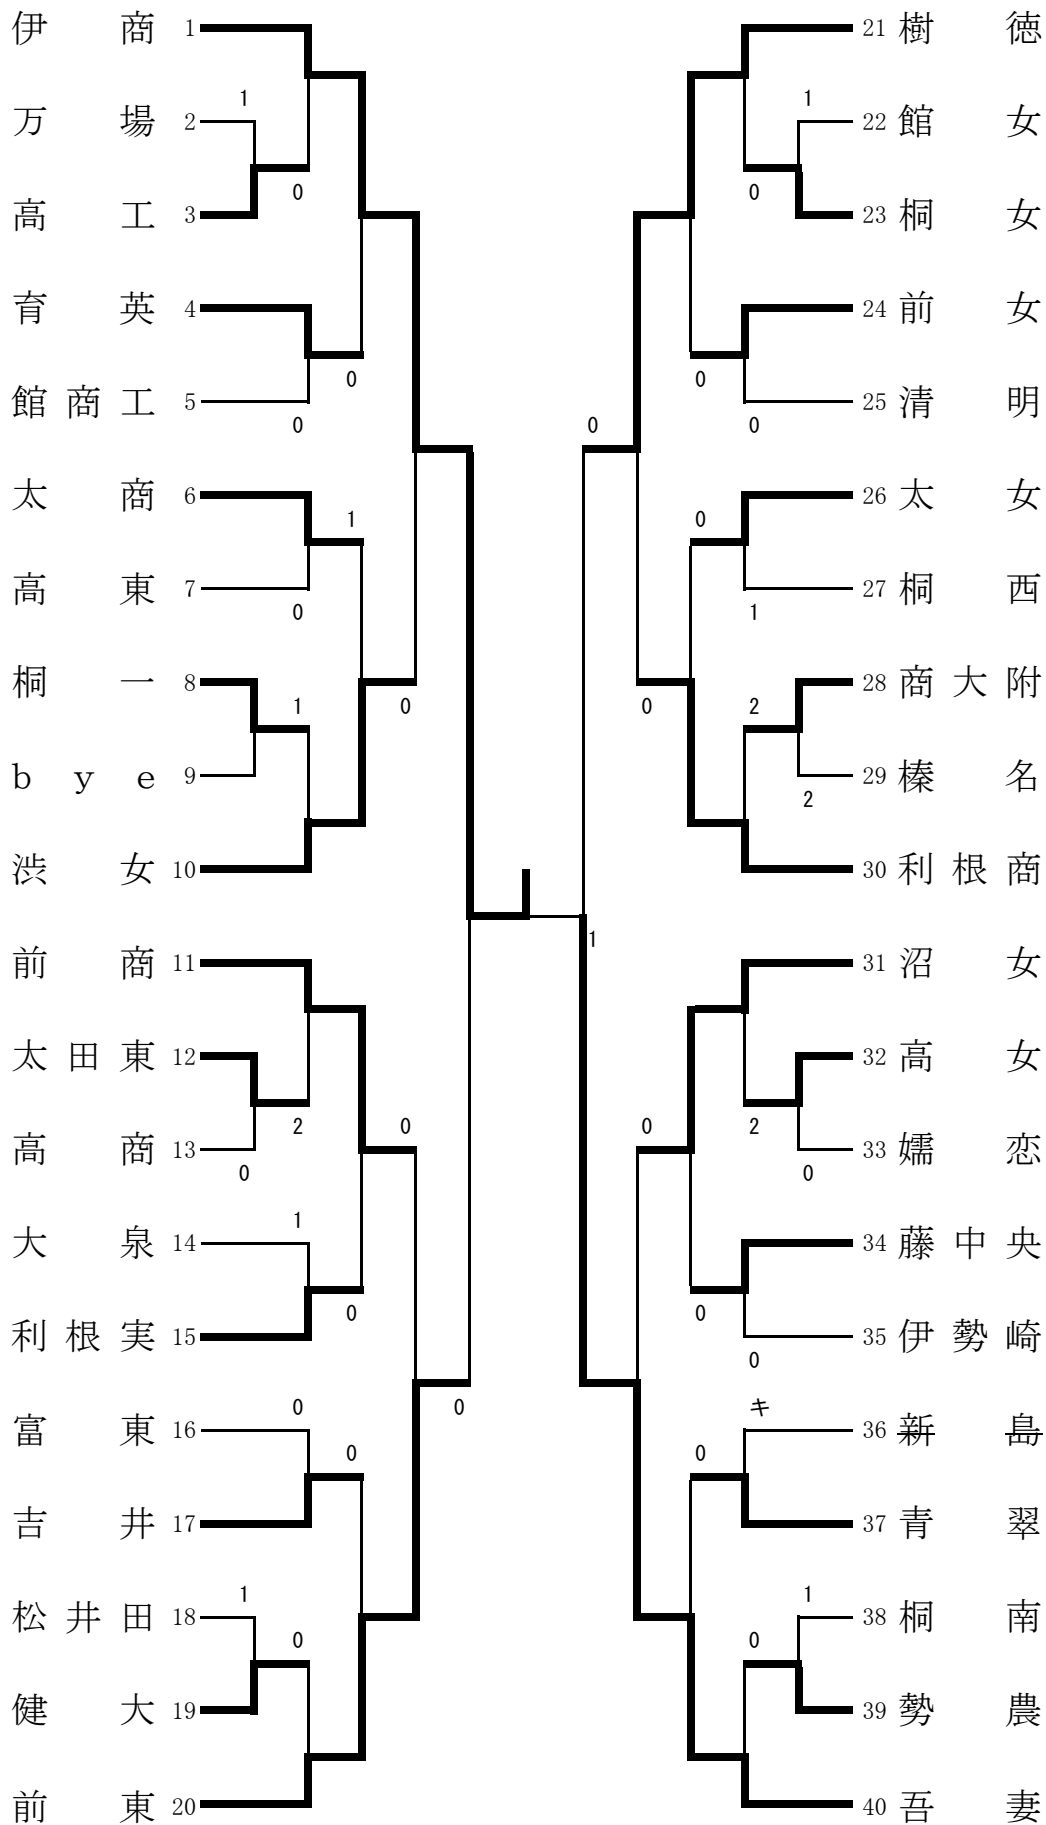 伊商 1
1
万場 2
0
高工 3
育英 4
0
館商工 5
0
太商 6
1
高東 7
0
桐一 8
1
0
bye 9
渋女 10
前商 11
太田東 12
2
0
高商 13
0
1
大泉 14
0
利根実 15
0
0
富東 16
0
吉井 17
1
松井田 18
0
健大 19
前東 20
21 樹徳
1
22 館女
0
23 桐女
24 前女
0
25 清明
0
0
26 太女
0
27 桐西
1
28 商大附
2
0
29 榛名
2
30 利根商
1
31 沼女
32 高女
2
0
33 嬬恋
0
34 藤中央
0
35 伊勢崎
0
キ
36 新島
0
37 青翠
1
38 桐南
0
39 勢農
40 吾妻